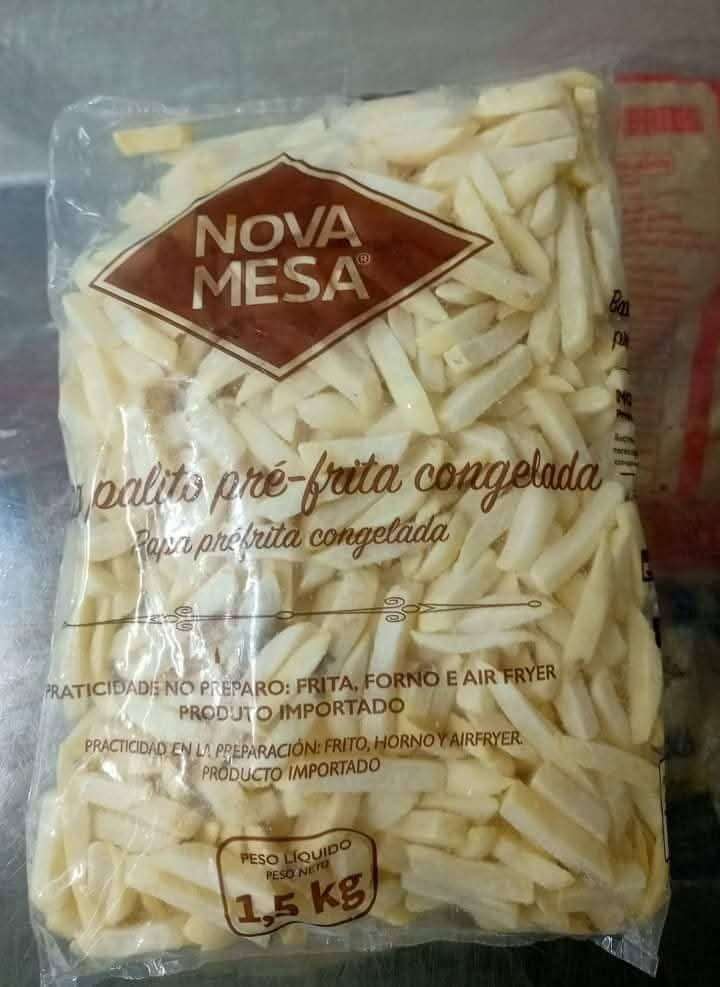 NOVA
MESA®
palito pré-frita congelada
Papa préfrita congelada
PRATICIDADE NO PREPARO: FRITA, FORNO E AIR FRYER
PRODUTO IMPORTADO
PRACTICIDAD EN LA PREPARACIÓN: FRITO, HORNO Y AIRFRYER.
PRODUCTO IMPORTADO
PESO LÍQUIDO
PESO NETO
1,5 kg